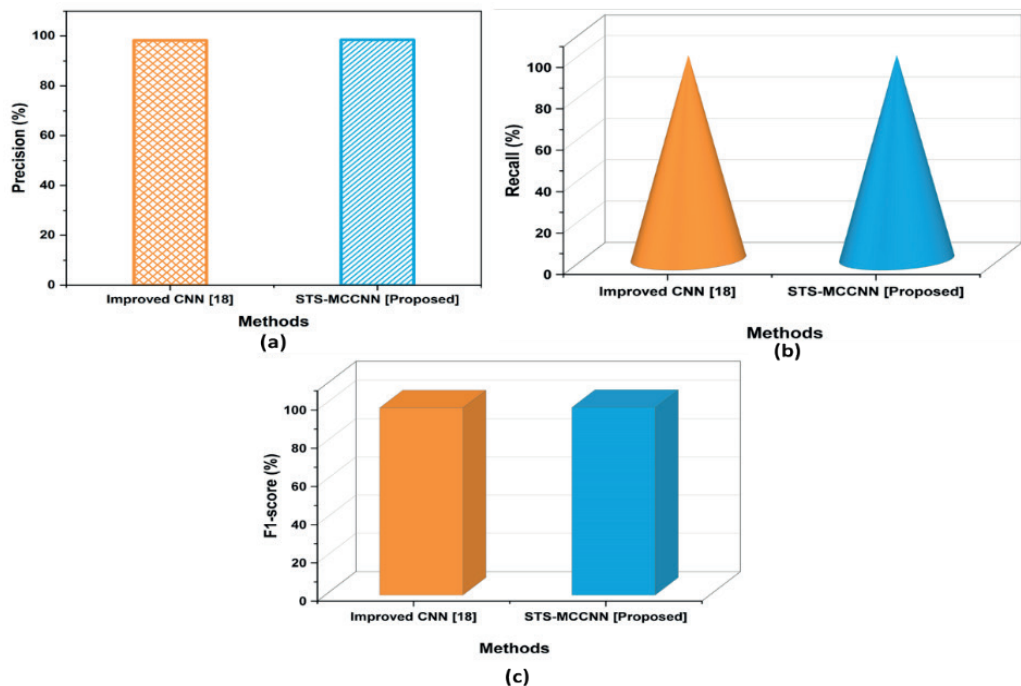 100
80
60
40
20
0
Precision (%)
Improved CNN [18] STS-MCCNN [Proposed]
Methods
(a)
100
80
60
40
20
0
Recall (%)
Improved CNN [18] STS-MCCNN [Proposed]
Methods
(b)
100
80
60
40
20
0
F1-score (%)
Improved CNN [18] STS-MCCNN [Proposed]
Methods
(c)